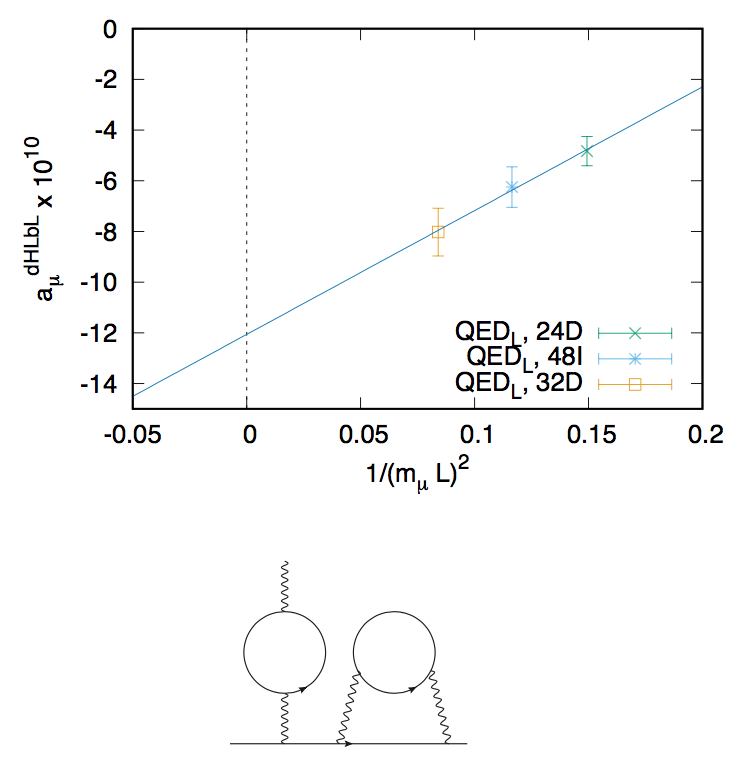 0
-2
-4
-6
-8
-10
-12
-14
a_μ^dHLbL x 10^10
QED_L, 24D
QED_L, 48I
QED_L, 32D
-0.05 0 0.05 0.1 0.15 0.2
1/(m_μ L)^2